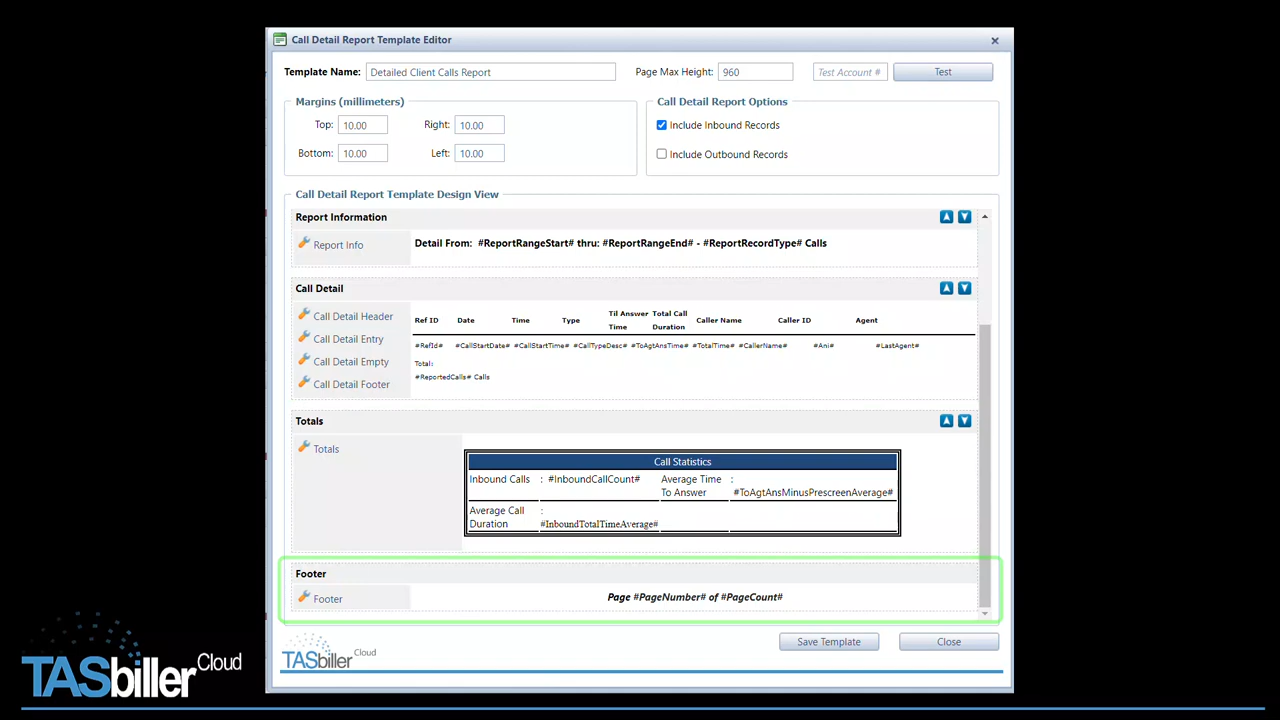 Call Detail Report Template Editor
Template Name: Detailed Client Calls Report Page Max Height: 960 Test Account # Test
Margins (millimeters)
Top: 10.00 Right: 10.00
Bottom: 10.00 Left: 10.00
Call Detail Report Options
Include Inbound Records
Include Outbound Records
Call Detail Report Template Design View
Report Information
Report Info
Detail From: #ReportRangeStart# thru: #ReportRangeEnd# - #ReportRecordType# Calls
Call Detail
Call Detail Header
Call Detail Entry
Call Detail Empty
Call Detail Footer
Ref ID Date Time Type Til Answer Time Total Call Duration Caller Name Caller ID Agent
#RefId# #CallStartDate# #CallStartTime# #CallTypeDesc# #ToAgtAnsTime# #TotalTime# #CallerName# #Ani# #LastAgent#
Total:
#ReportedCalls# Calls
Totals
Totals
Call Statistics
Inbound Calls : #InboundCallCount# Average Time To Answer : #ToAgtAnsMinusPrescreenAverage#
Average Call Duration : #InboundTotalTimeAverage#
Footer
Footer
Page #PageNumber# of #PageCount#
Save Template Close
TASbiller Cloud
TASbiller Cloud